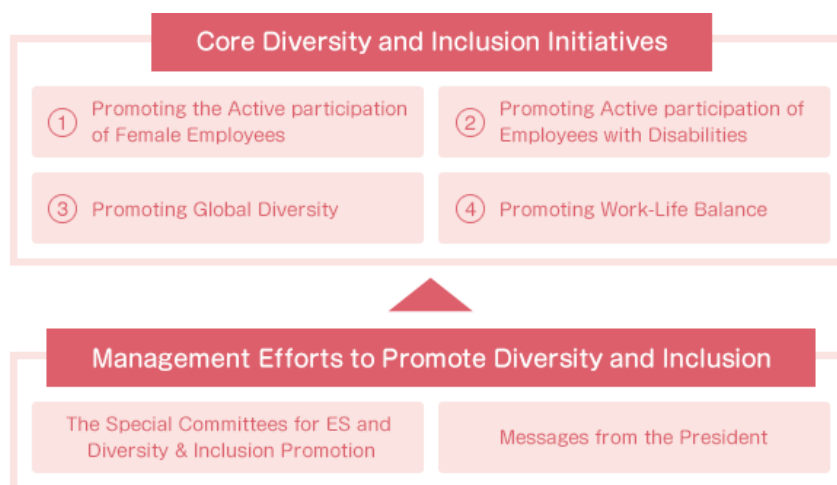 Core Diversity and Inclusion Initiatives
① Promoting the Active participation
of Female Employees
② Promoting Active participation of
Employees with Disabilities
③ Promoting Global Diversity
④ Promoting Work-Life Balance
Management Efforts to Promote Diversity and Inclusion
The Special Committees for ES and
Diversity & Inclusion Promotion
Messages from the President